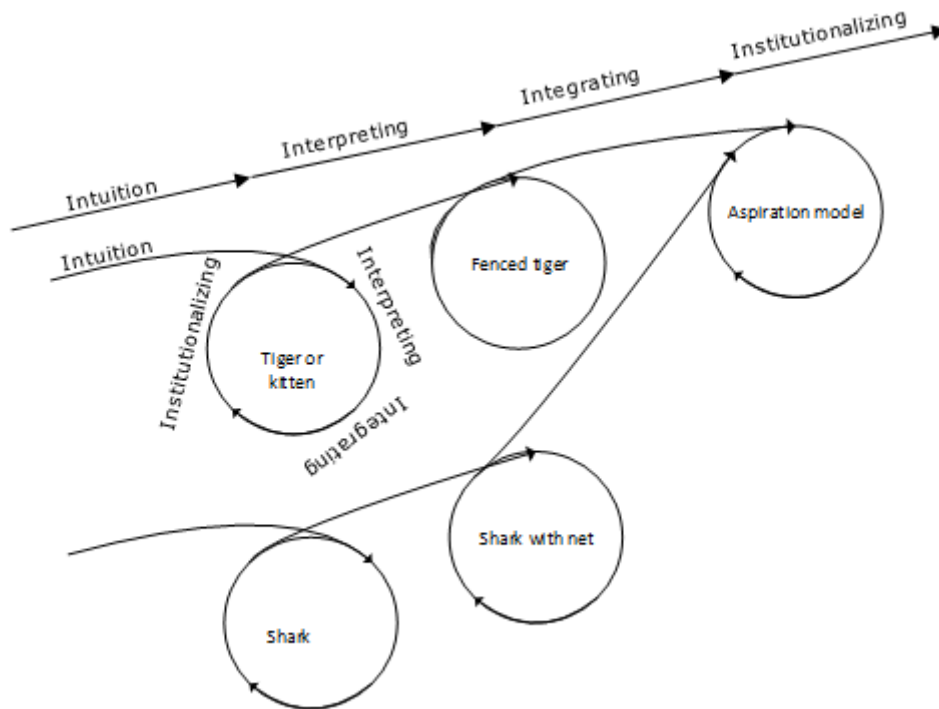 Institutionalizing
Integrating
Interpreting
Intuition
Intuition
Institutionalizing
Interpreting
Integrating
Tiger or
kitten
Fenced tiger
Aspiration model
Shark
Shark with net